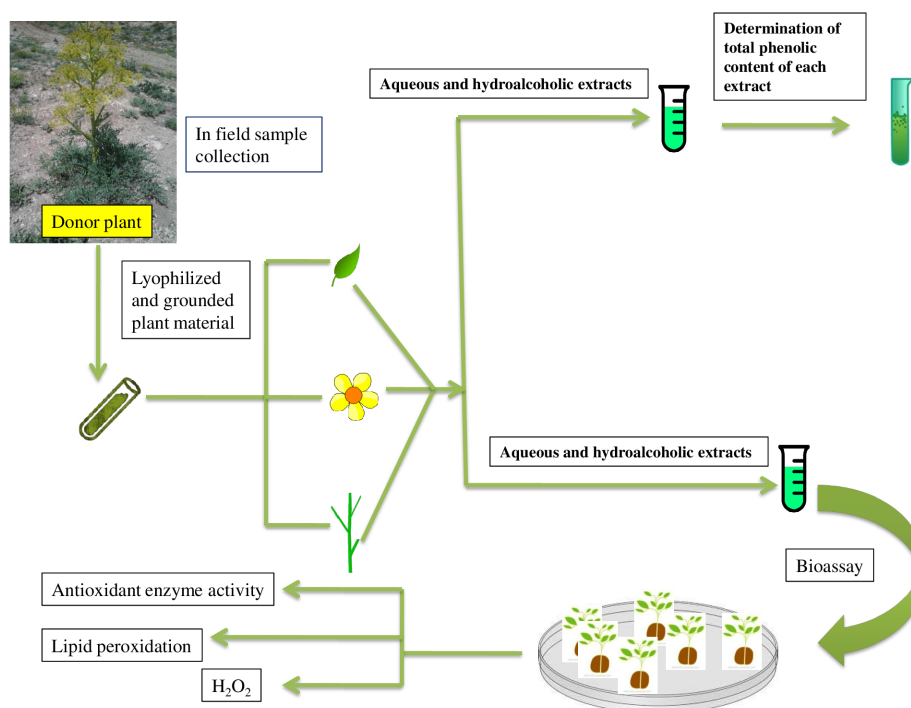 Donor plant
In field sample
collection
Lyophilized
and grounded
plant material
Aqueous and hydroalcoholic extracts
Determination of
total phenolic
content of each
extract
Aqueous and hydroalcoholic extracts
Bioassay
Antioxidant enzyme activity
Lipid peroxidation
H₂O₂